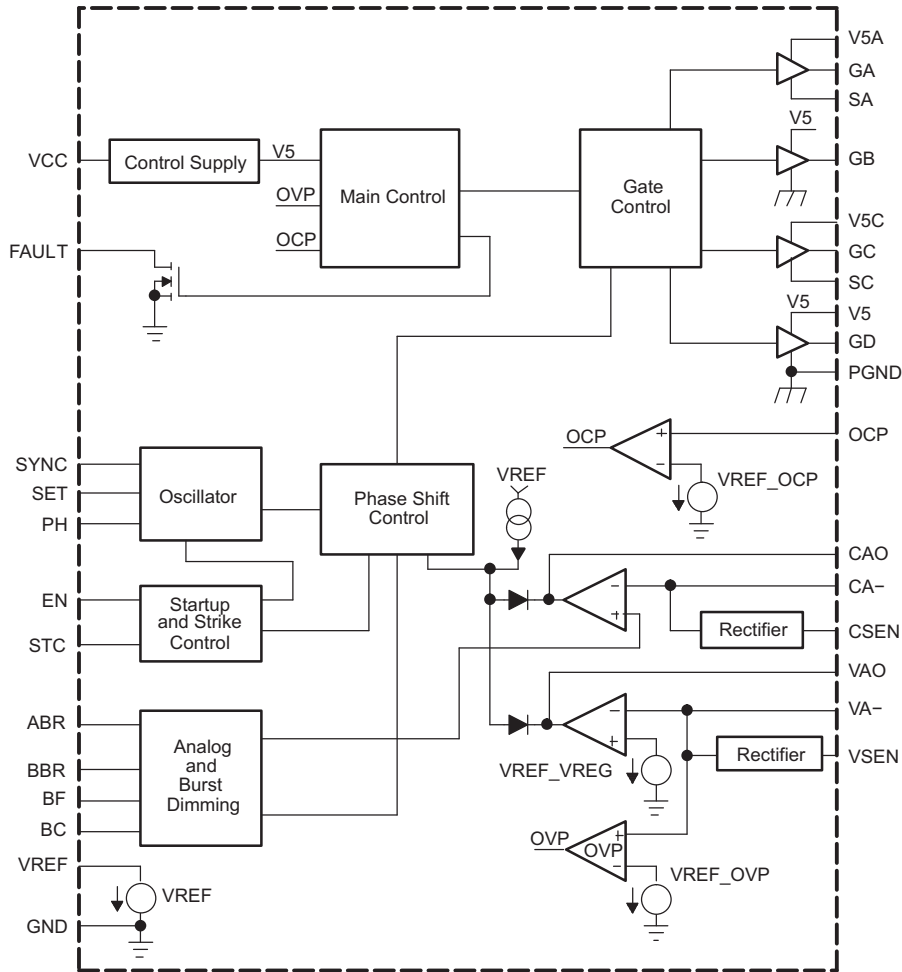 V5A
GA
SA
V5
GB
VCC
Control Supply
V5
OVP
OCP
Main Control
Gate
Control
V5C
GC
SC
V5
V5
GD
PGND
FAULT
OCP
+
−
OCP
VREF_OCP
SYNC
SET
PH
Oscillator
Phase Shift
Control
VREF
CAO
CA−
−
+
Rectifier
CSEN
EN
STC
Startup
and Strike
Control
VAO
VA−
−
+
Rectifier
VSEN
VREF_VREG
ABR
BBR
BF
BC
Analog
and
Burst
Dimming
OVP
OVP
+
−
VREF_OVP
VREF
VREF
GND